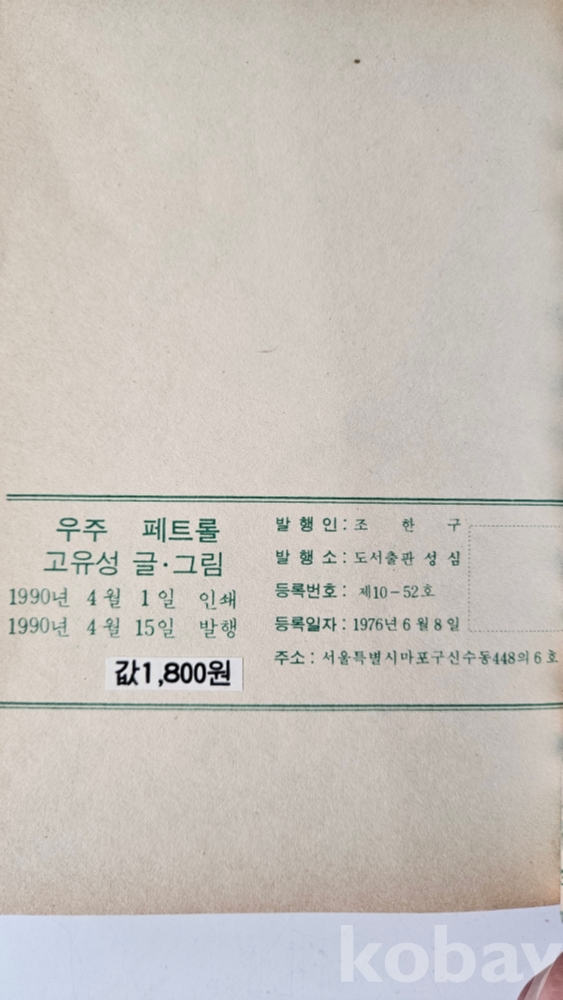 우주 페트롤
고유성 글·그림
1990년 4월 1일 인쇄
1990년 4월 15일 발행
값1,800원
발행인: 조한구
발행소: 도서출판 성심
등록번호: 제10-52호
등록일자: 1976년 6월 8일
주소: 서울특별시마포구신수동448의6호
kobay